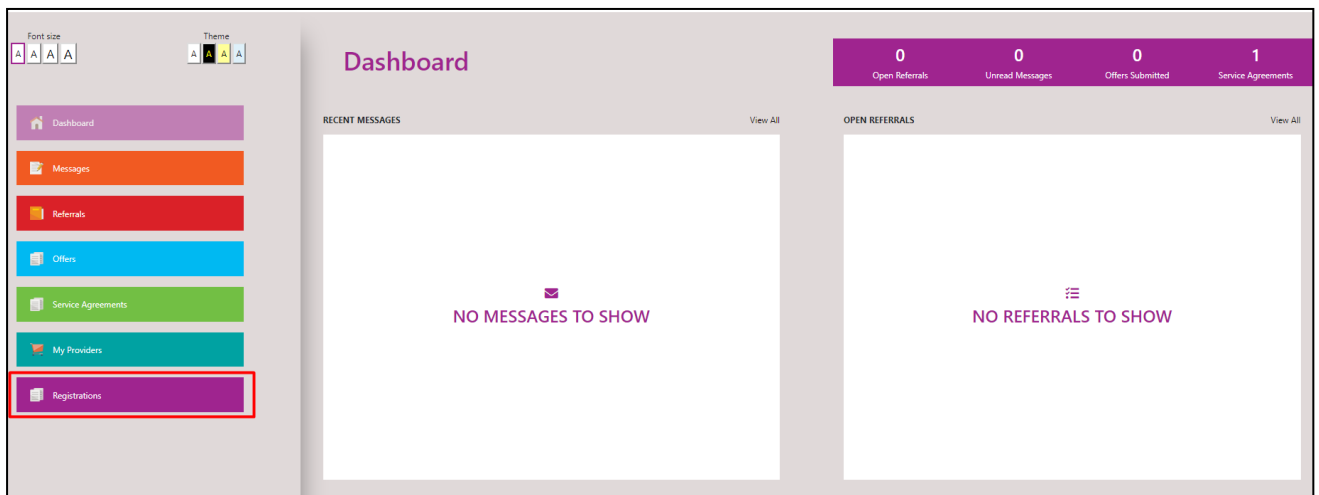 Font size
Theme
A A A A
A A A A
Dashboard
0
0
0
1
Open Referrals
Unread Messages
Offers Submitted
Service Agreements
Dashboard
Messages
Referrals
Offers
Service Agreements
My Providers
Registrations
RECENT MESSAGES
View All
NO MESSAGES TO SHOW
OPEN REFERRALS
View All
NO REFERRALS TO SHOW